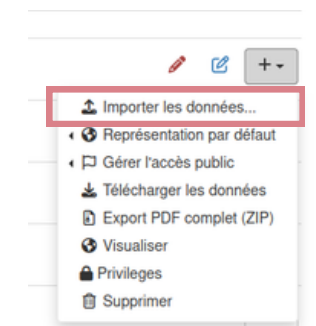 +
Importer les données...
Représentation par défaut
Gérer l'accès public
Télécharger les données
Export PDF complet (ZIP)
Visualiser
Privileges
Supprimer